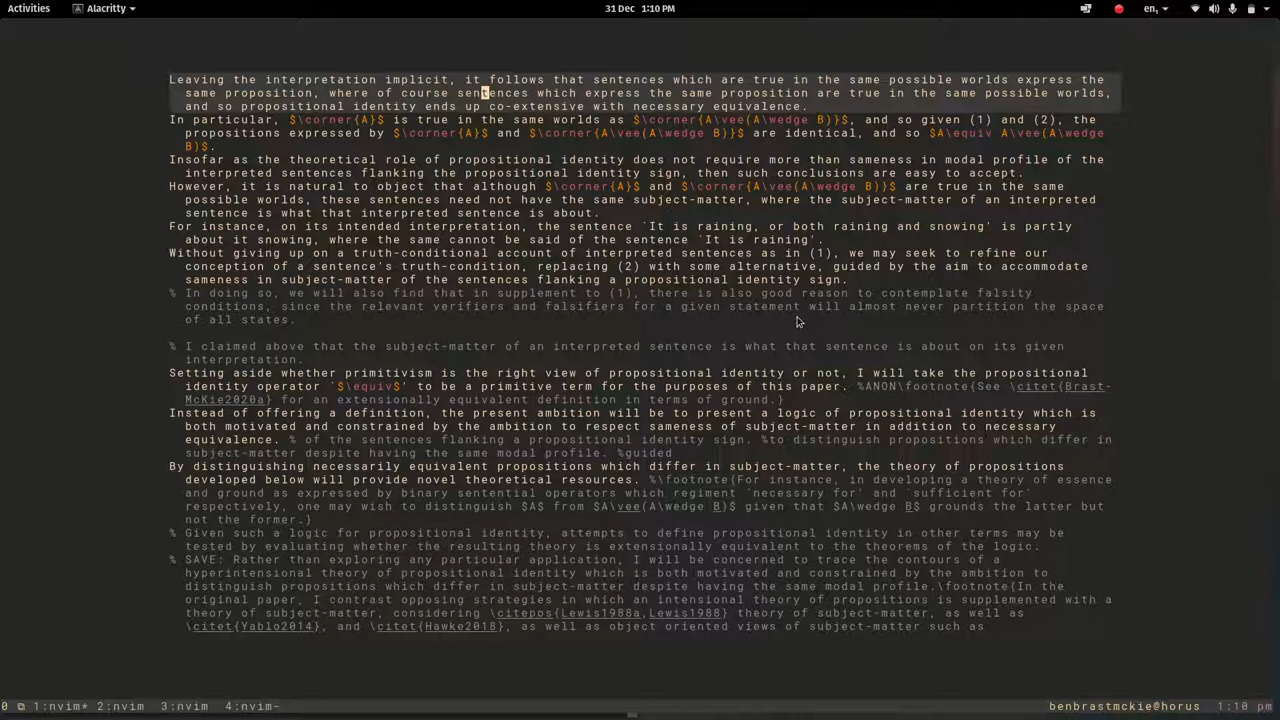 Activities Alacritty 31 Dec 1:10 PM en₁
Leaving the interpretation implicit, it follows that sentences which are true in the same possible worlds express the
same proposition, where of course sentences which express the same proposition are true in the same possible worlds,
and so propositional identity ends up co-extensive with necessary equivalence.
In particular, $\corner{A}$ is true in the same worlds as $\corner{A\vee(A\wedge B)}$, and so given (1) and (2), the
propositions expressed by $\corner{A}$ and $\corner{A\vee(A\wedge B)}$ are identical, and so $A\equiv A\vee(A\wedge
B)$.
Insofar as the theoretical role of propositional identity does not require more than sameness in modal profile of the
interpreted sentences flanking the propositional identity sign, then such conclusions are easy to accept.
However, it is natural to object that although $\corner{A}$ and $\corner{A\vee(A\wedge B)}$ are true in the same
possible worlds, these sentences need not have the same subject-matter, where the subject-matter of an interpreted
sentence is what that interpreted sentence is about.
For instance, on its intended interpretation, the sentence `It is raining, or both raining and snowing' is partly
about it snowing, where the same cannot be said of the sentence `It is raining'.
Without giving up on a truth-conditional account of interpreted sentences as in (1), we may seek to refine our
conception of a sentence's truth-condition, replacing (2) with some alternative, guided by the aim to accommodate
sameness in subject-matter of the sentences flanking a propositional identity sign.
% In doing so, we will also find that in supplement to (1), there is also good reason to contemplate falsity
conditions, since the relevant verifiers and falsifiers for a given statement will almost never partition the space
of all states.
% I claimed above that the subject-matter of an interpreted sentence is what that sentence is about on its given
interpretation.
Setting aside whether primitivism is the right view of propositional identity or not, I will take the propositional
identity operator `$\equiv$' to be a primitive term for the purposes of this paper. %ANON\footnote{See \citet{Brast-
McKie2020a} for an extensionally equivalent definition in terms of ground.}
Instead of offering a definition, the present ambition will be to present a logic of propositional identity which is
both motivated and constrained by the ambition to respect sameness of subject-matter in addition to necessary
equivalence. % of the sentences flanking a propositional identity sign. %to distinguish propositions which differ in
subject-matter despite having the same modal profile. %guided
By distinguishing necessarily equivalent propositions which differ in subject-matter, the theory of propositions
developed below will provide novel theoretical resources. %\footnote{For instance, in developing a theory of essence
and ground as expressed by binary sentential operators which regiment `necessary for' and `sufficient for'
respectively, one may wish to distinguish $A$ from $A\vee(A\wedge B)$ given that $A\wedge B$ grounds the latter but
not the former.}
% Given such a logic for propositional identity, attempts to define propositional identity in other terms may be
tested by evaluating whether the resulting theory is extensionally equivalent to the theorems of the logic.
% SAVE: Rather than exploring any particular application, I will be concerned to trace the contours of a
hyperintensional theory of propositional identity which is both motivated and constrained by the ambition to
distinguish propositions which differ in subject-matter despite having the same modal profile.\footnote{In the
original paper, I contrast opposing strategies in which an intensional theory of propositions is supplemented with a
theory of subject-matter, considering \citepos{Lewis1988a,Lewis1988} theory of subject-matter, as well as
\citet{Yablo2014}, and \citet{Hawke2018}, as well as object oriented views of subject-matter such as
0 1:nvim* 2:nvim 3:nvim 4:nvim- benbrastmckie@horus 1:10 pm